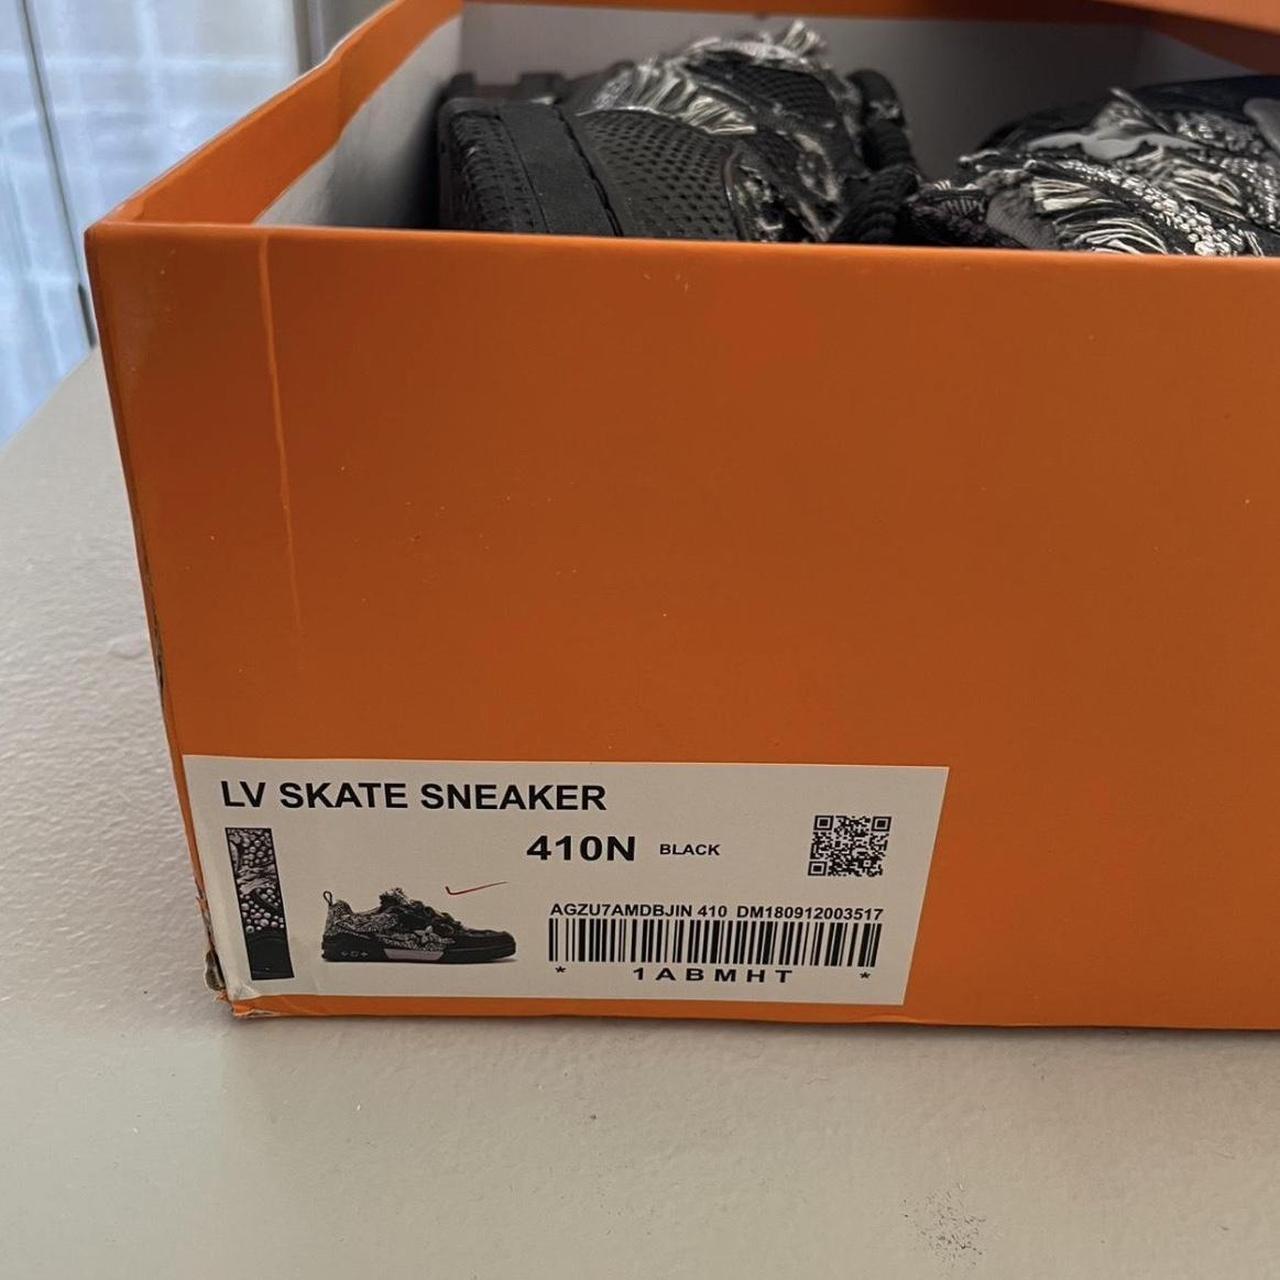 LV SKATE SNEAKER
410N BLACK
AGZU7AMDBJIN 410 DM180912003517
* 1ABMHT *